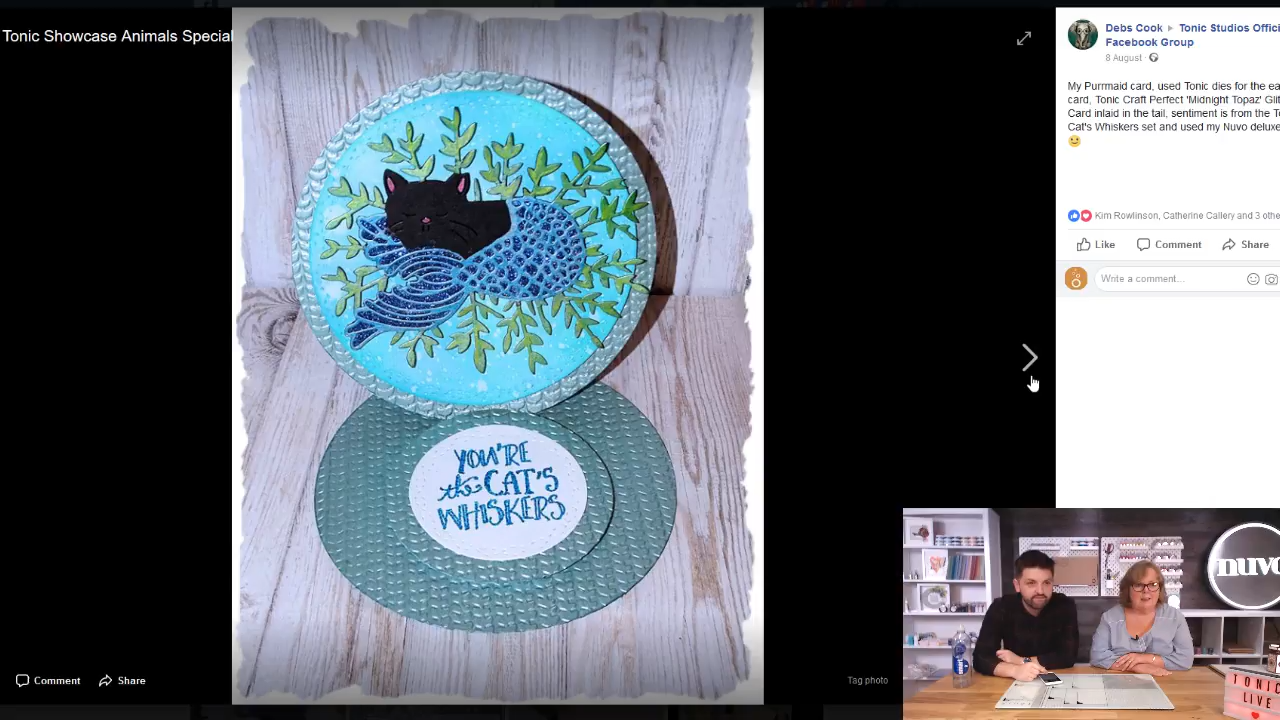 Tonic Showcase Animals Special
YOU'RE
the CAT'S
WHISKERS
Comment
Share
Tag photo
Debs Cook ▸ Tonic Studios Offici
Facebook Group
8 August ·
My Purrmaid card, used Tonic dies for the ea
card, Tonic Craft Perfect 'Midnight Topaz' Glit
Card inlaid in the tail, sentiment is from the To
Cat's Whiskers set and used my Nuvo deluxe
Kim Rowlinson, Catherine Callery and 3 othe
Like
Comment
Share
Write a comment...
nuvo
TONIC
LIVE